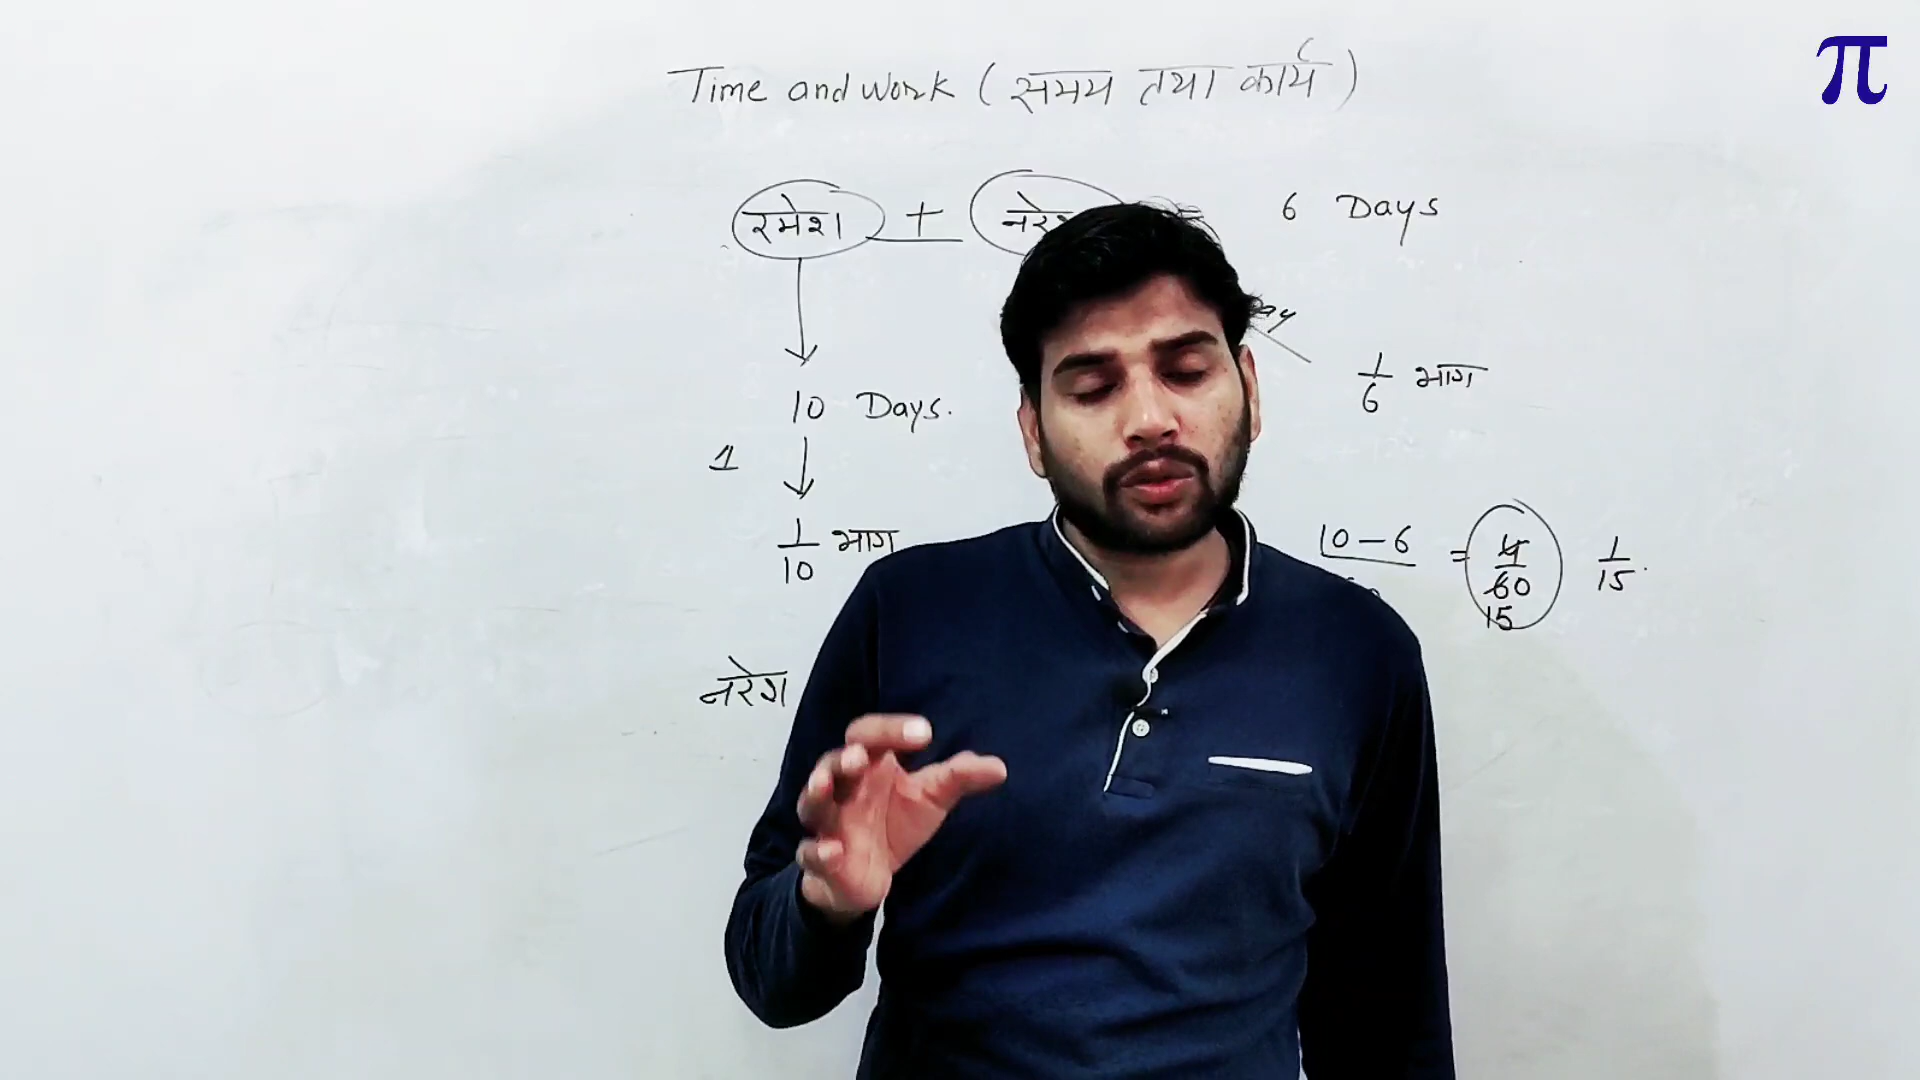 π
Time and work ( समय तथा कार्य )
रमेश + = 6 Days
10 Days.
1/6 भाग
1
1/10 भाग
10-6
= 4/60 1/15.
15
नरेश